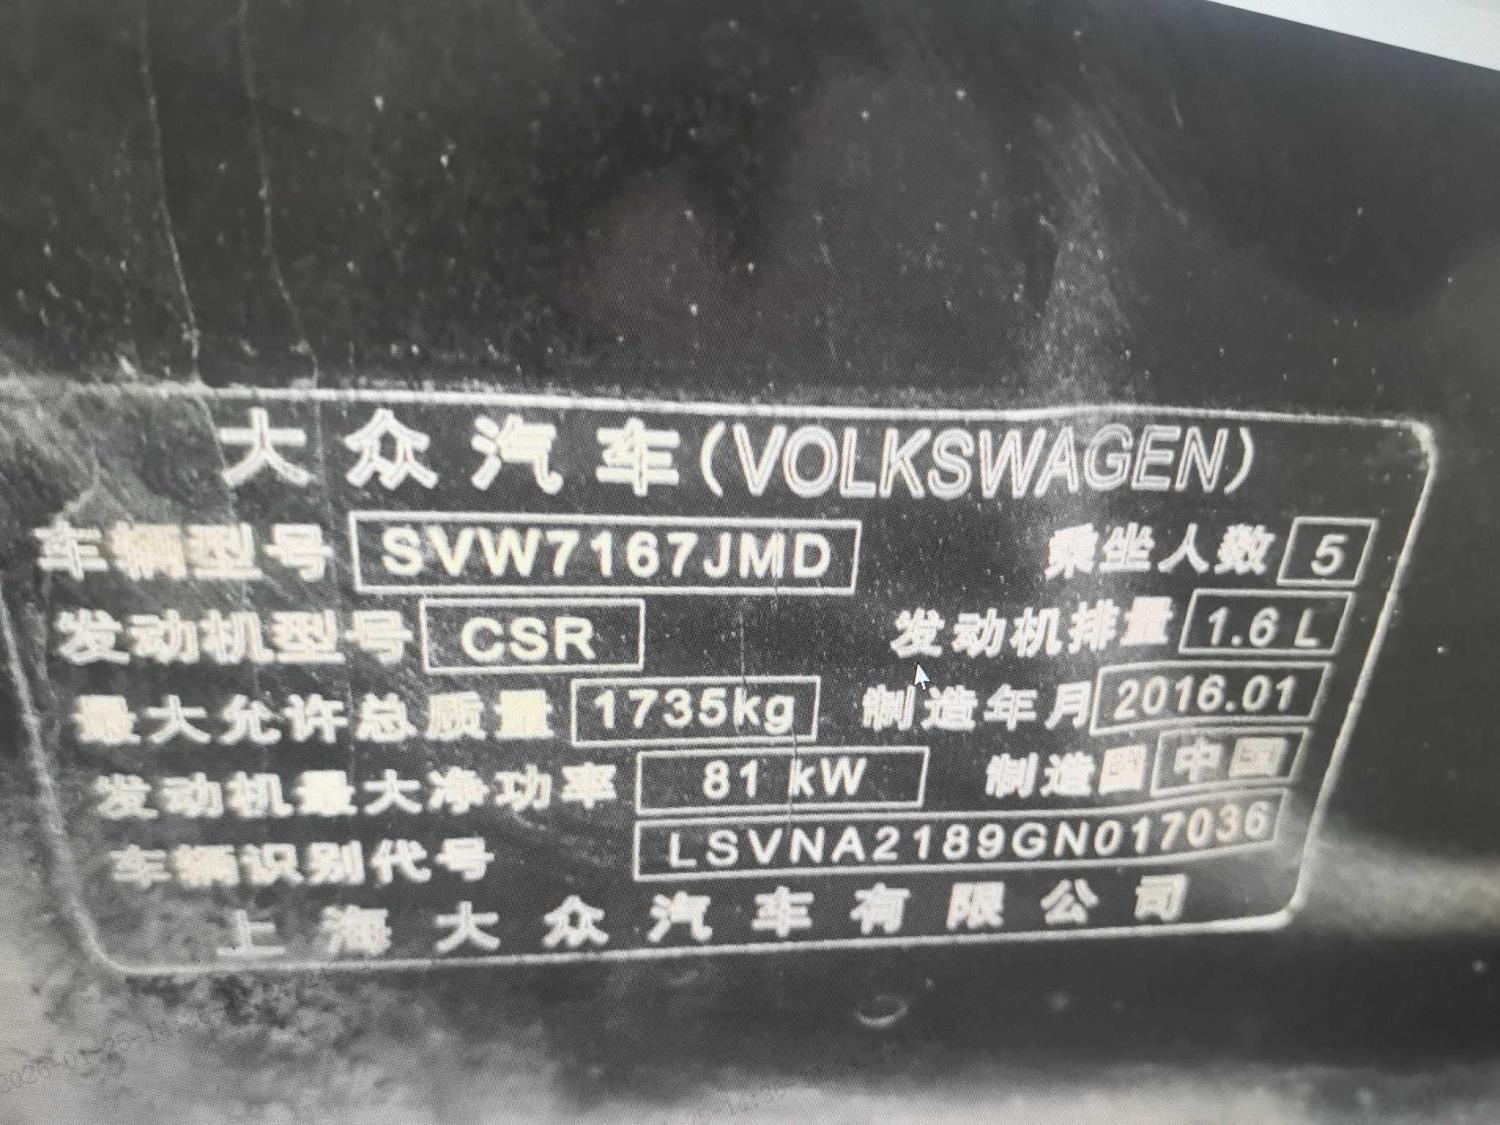 大众汽车(VOLKSWAGEN)
车辆型号 SVW7167JMD 乘坐人数 5
发动机型号 CSR 发动机排量 1.6 L
最大允许总质量 1735kg 制造年月 2016.01
发动机最大净功率 81 kW 制造国 中国
车辆识别代号 LSVNA2189GN017036
上海大众汽车有限公司